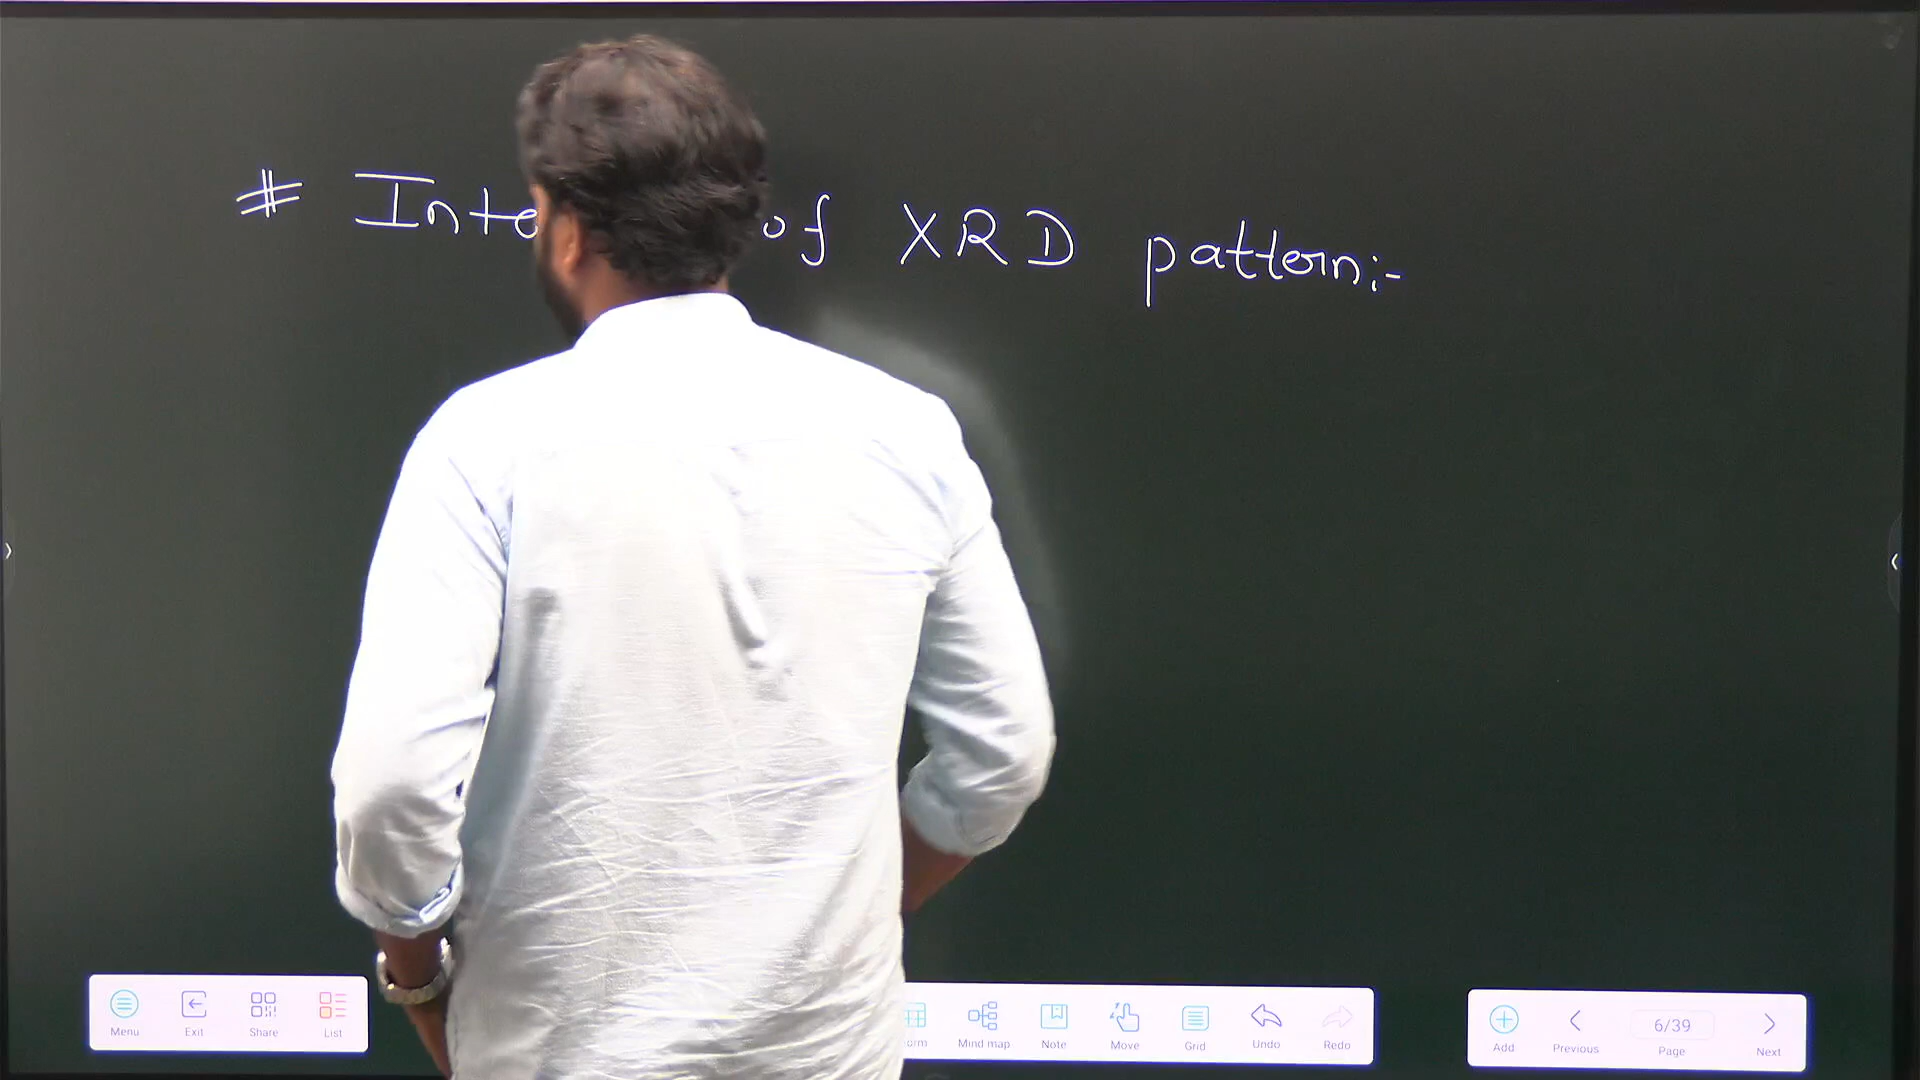 # Inte of XRD pattern:-
Menu Exit Share List Mind map Note Move Grid Undo Redo Add Previous 6/39 Page Next